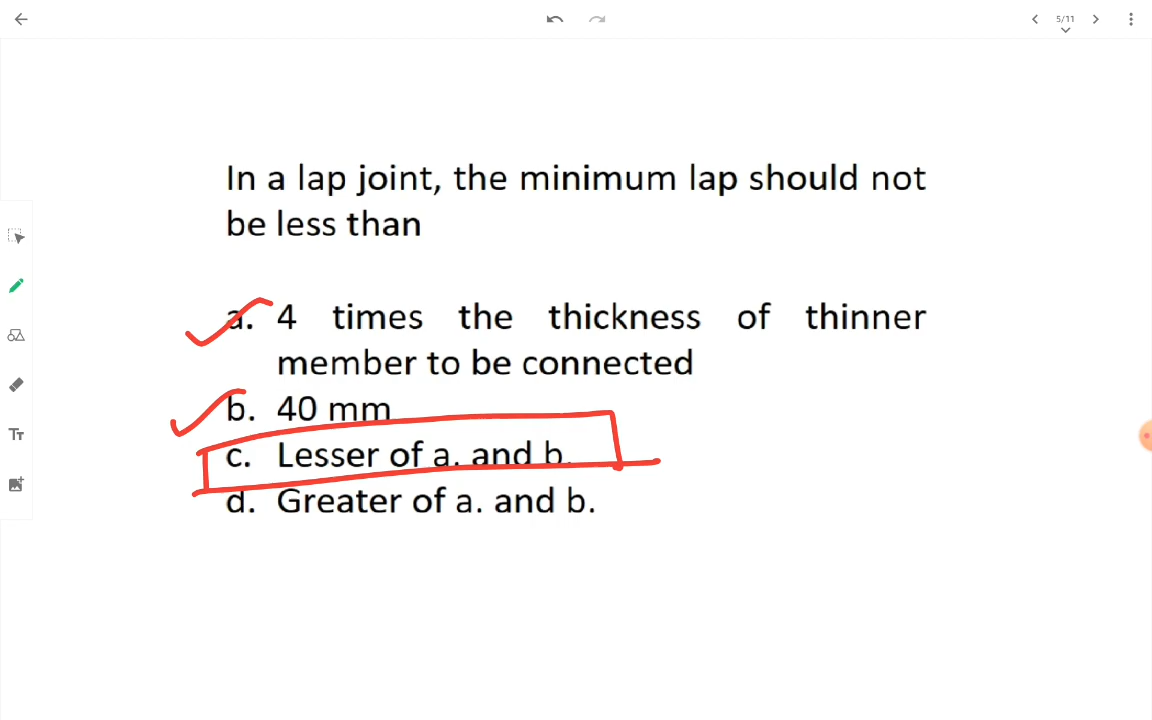 5/11
In a lap joint, the minimum lap should not
be less than
a. 4 times the thickness of thinner
member to be connected
b. 40 mm
c. Lesser of a. and b.
d. Greater of a. and b.
Tт